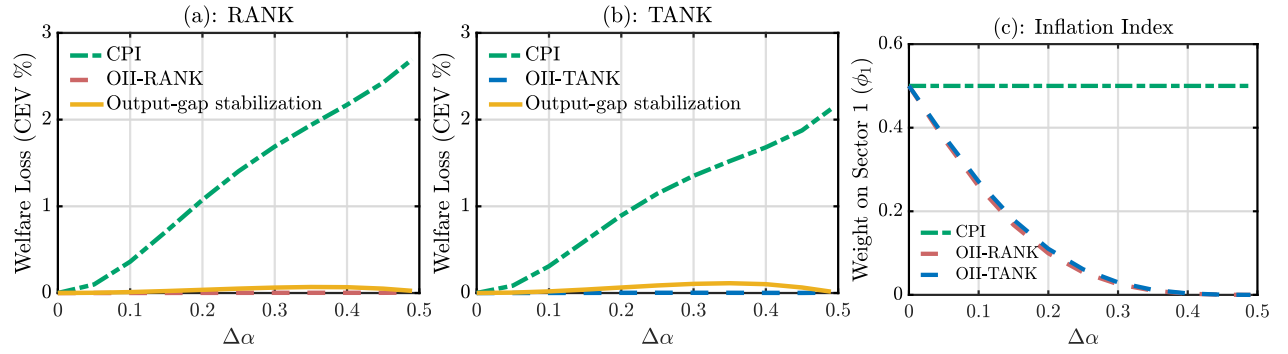 (a): RANK
Welfare Loss (CEV %)
3
2
1
0
CPI
OII-RANK
Output-gap stabilization
0 0.1 0.2 0.3 0.4 0.5
Δα
(b): TANK
Welfare Loss (CEV %)
3
2
1
0
CPI
OII-TANK
Output-gap stabilization
0 0.1 0.2 0.3 0.4 0.5
Δα
(c): Inflation Index
Weight on Sector 1 (ϕ₁)
0.6
0.4
0.2
0
CPI
OII-RANK
OII-TANK
0 0.1 0.2 0.3 0.4 0.5
Δα